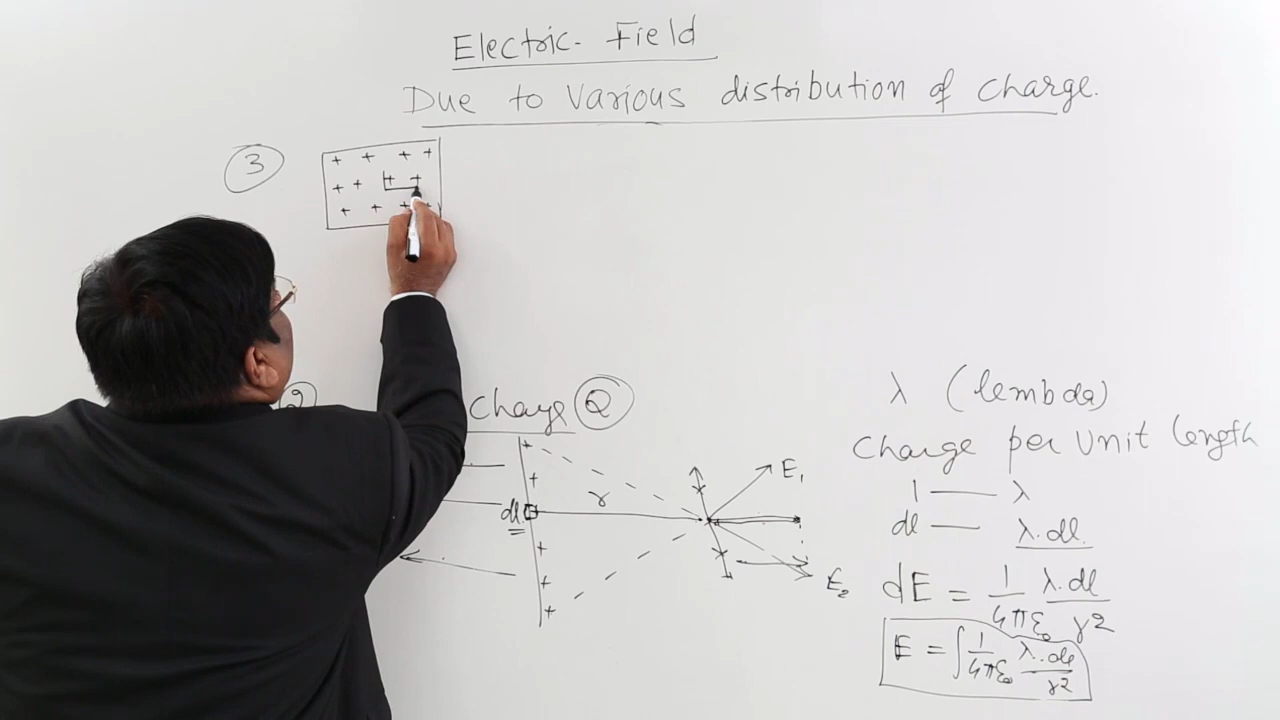 Electric- Field
Due to Various distribution of Charge.
3
2
Charge Q
dl
r
E₁
E₂
λ (lembda)
Charge per Unit length
1 — λ
dl — λ.dl.
dE = 1/4πε₀ λ.dl/r²
E = ∫ 1/4πε₀ λ.dl/r²